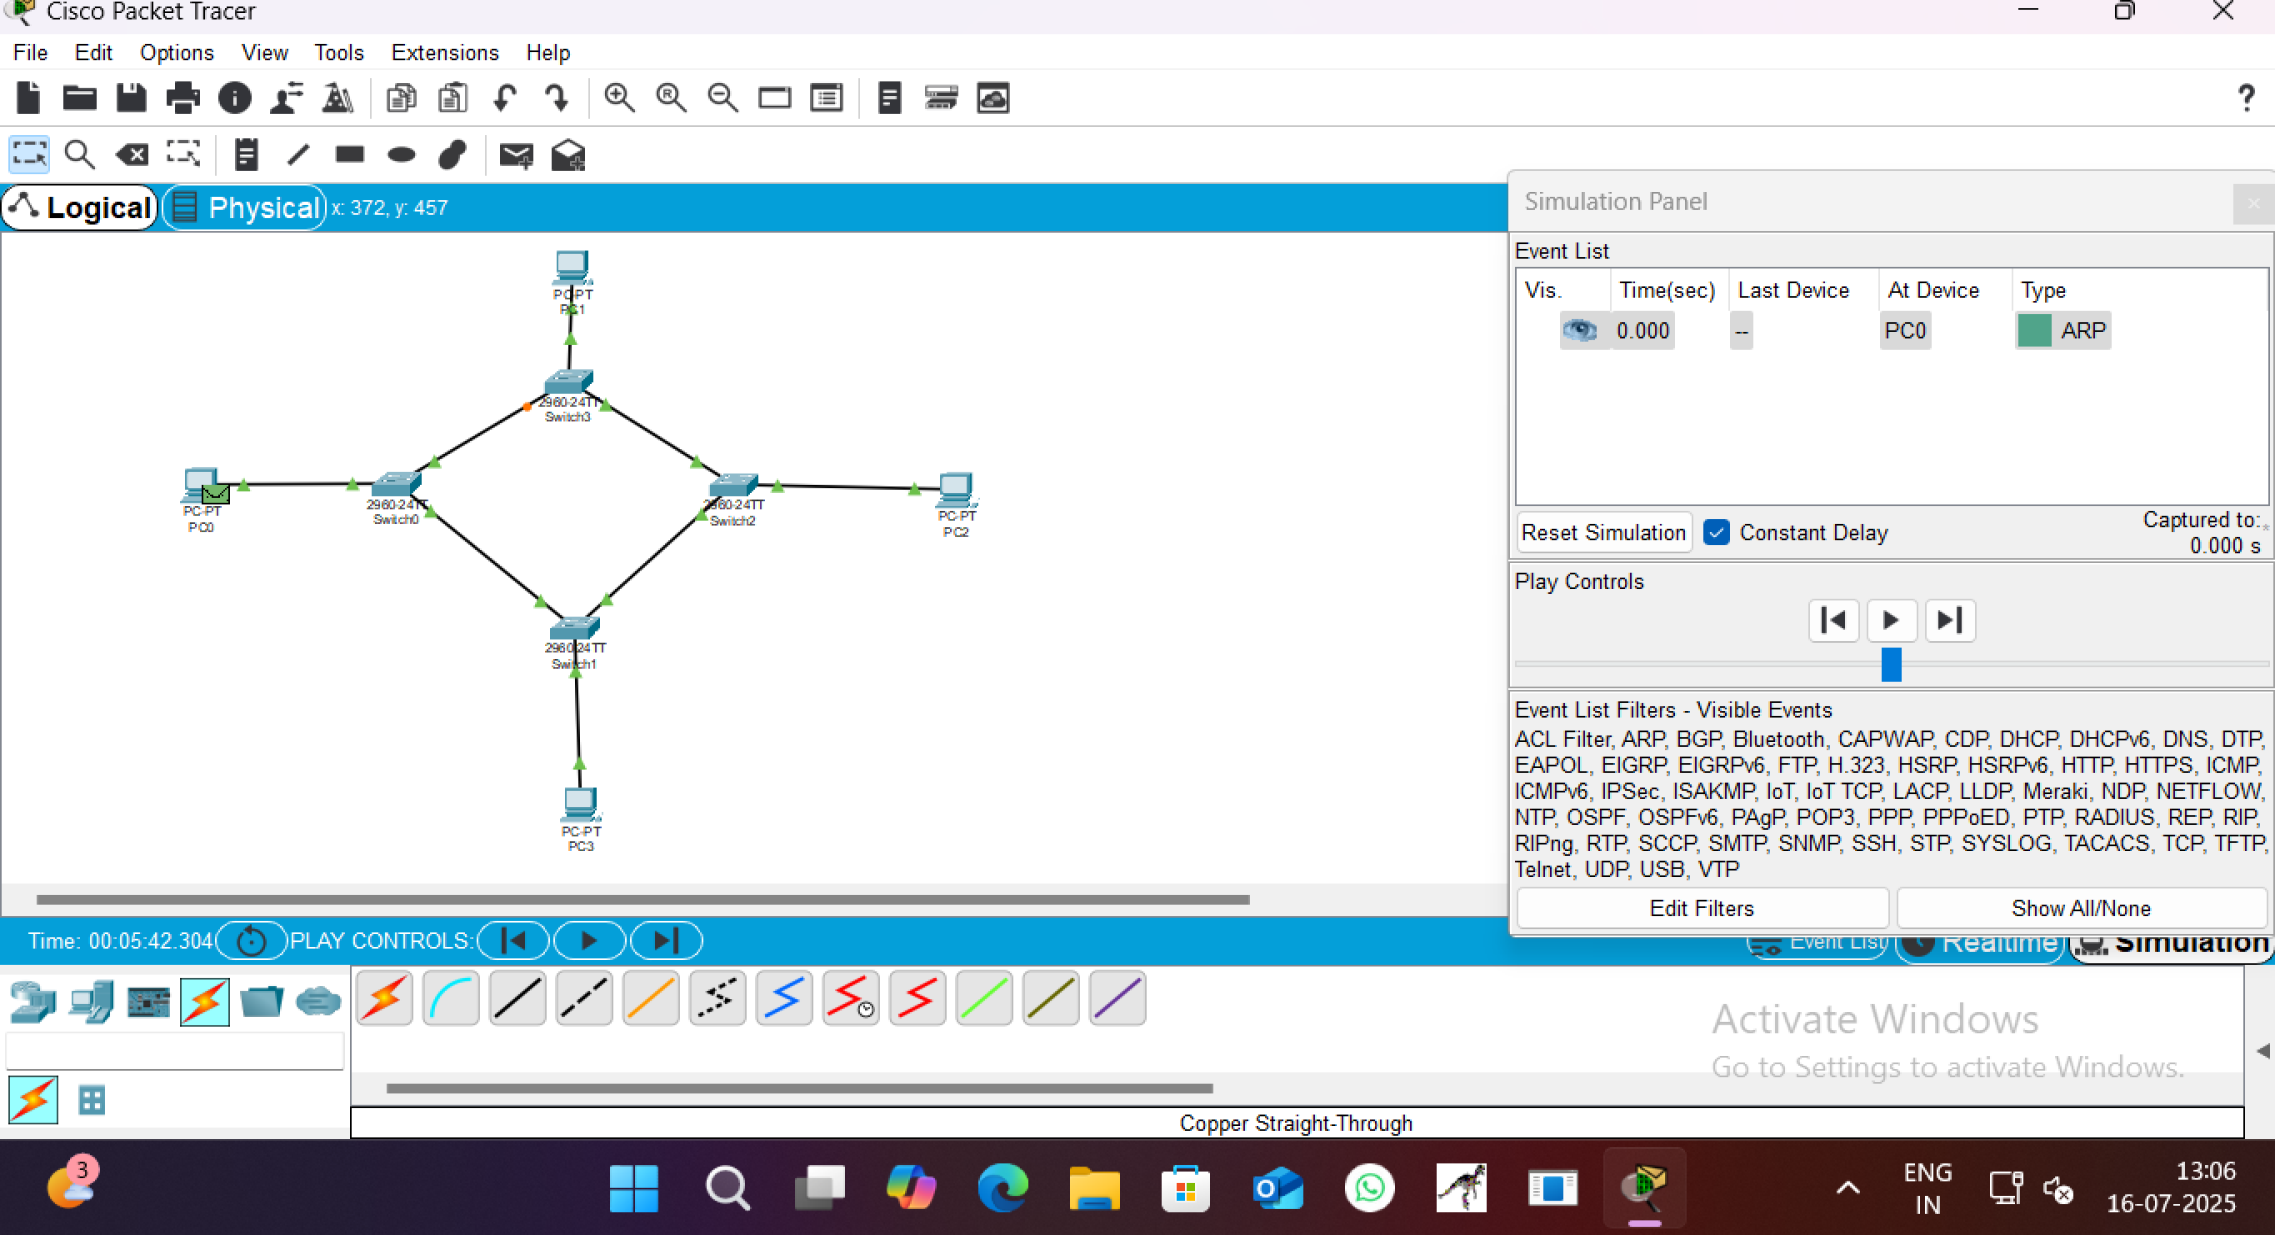 Cisco Packet Tracer
File Edit Options View Tools Extensions Help
Logical Physical x: 372, y: 457
PC-PT
PC1
2960-24TT
Switch3
PC-PT
PC0
2960-24TT
Switch0
2960-24TT
Switch2
PC-PT
PC2
2960-24TT
Switch1
PC-PT
PC3
Simulation Panel
Event List
Vis. Time(sec) Last Device At Device Type
0.000 -- PC0 ARP
Reset Simulation Constant Delay
Captured to:
0.000 s
Play Controls
Event List Filters - Visible Events
ACL Filter, ARP, BGP, Bluetooth, CAPWAP, CDP, DHCP, DHCPv6, DNS, DTP,
EAPOL, EIGRP, EIGRPv6, FTP, H.323, HSRP, HSRPv6, HTTP, HTTPS, ICMP,
ICMPv6, IPSec, ISAKMP, IoT, IoT TCP, LACP, LLDP, Meraki, NDP, NETFLOW,
NTP, OSPF, OSPFv6, PAgP, POP3, PPP, PPPoED, PTP, RADIUS, REP, RIP,
RIPng, RTP, SCCP, SMTP, SNMP, SSH, STP, SYSLOG, TACACS, TCP, TFTP,
Telnet, UDP, USB, VTP
Edit Filters Show All/None
Time: 00:05:42.304 PLAY CONTROLS: Event List Realtime Simulation
Activate Windows
Go to Settings to activate Windows.
Copper Straight-Through
3
ENG
IN
13:06
16-07-2025